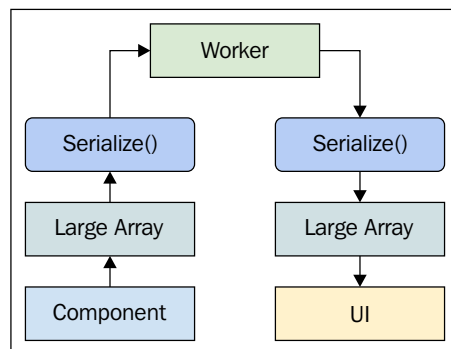 Worker
Serialize()
Serialize()
Large Array
Large Array
Component
UI